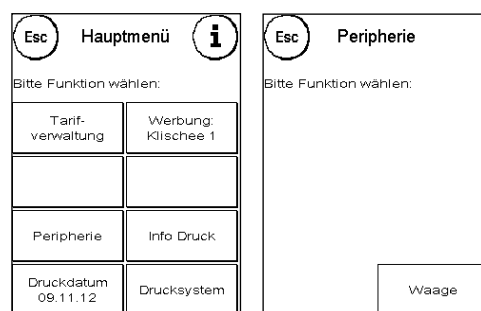 Esc Hauptmenü i
Bitte Funktion wählen:
Tarif-
verwaltung
Werbung:
Klischee 1
Peripherie
Info Druck
Druckdatum
09.11.12
Drucksystem
Esc Peripherie
Bitte Funktion wählen:
Waage